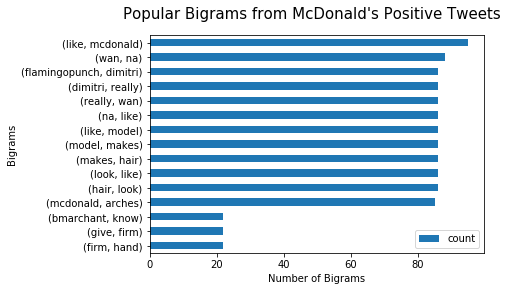 Popular Bigrams from McDonald's Positive Tweets
Bigrams
(like, mcdonald)
(wan, na)
(flamingopunch, dimitri)
(dimitri, really)
(really, wan)
(na, like)
(like, model)
(model, makes)
(makes, hair)
(look, like)
(hair, look)
(mcdonald, arches)
(bmarchant, know)
(give, firm)
(firm, hand)
count
0 20 40 60 80
Number of Bigrams